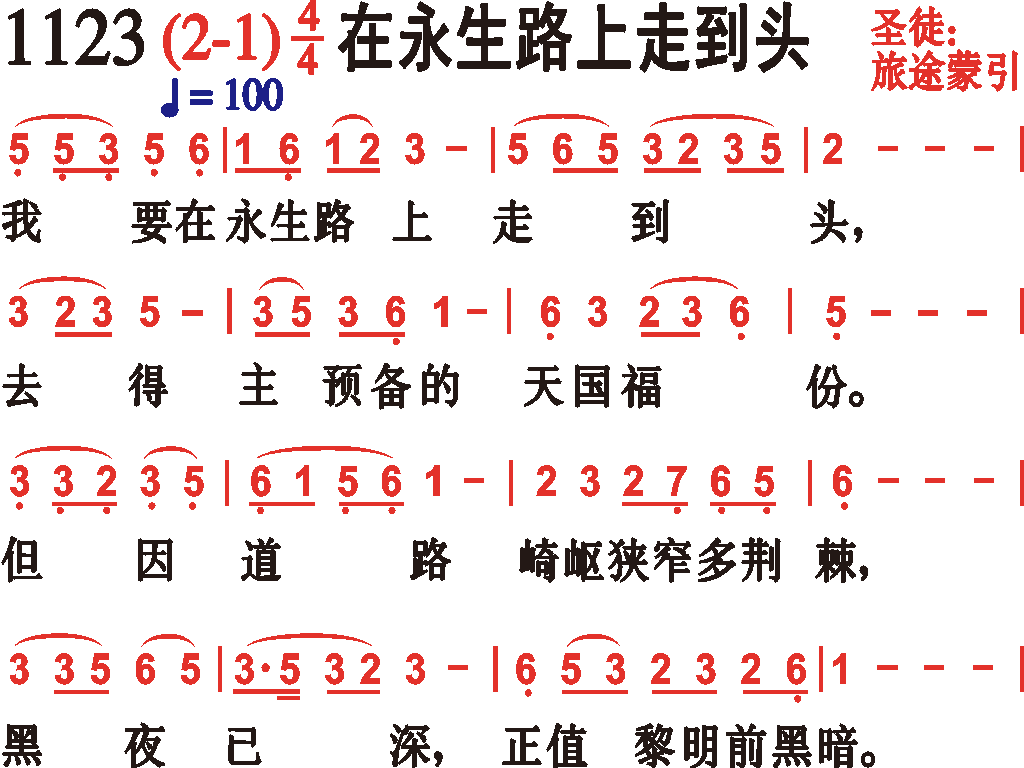 1123 (2-1) 4/4 在永生路上走到头 圣徒:
旅途蒙引
♩= 100
5 5 3 5 6 | 1 6 1 2 3 - | 5 6 5 3 2 3 5 | 2 - - - |
我 要在永生路 上 走 到 头,
3 2 3 5 - | 3 5 3 6 1 - | 6 3 2 3 6 | 5 - - - |
去 得 主 预备的 天国福 份。
3 3 2 3 5 | 6 1 5 6 1 - | 2 3 2 7 6 5 | 6 - - - |
但 因 道 路 崎岖狭窄多荆 棘,
3 3 5 6 5 | 3·5 3 2 3 - | 6 5 3 2 3 2 6 | 1 - - - |
黑 夜 已 深, 正值 黎明前黑暗。